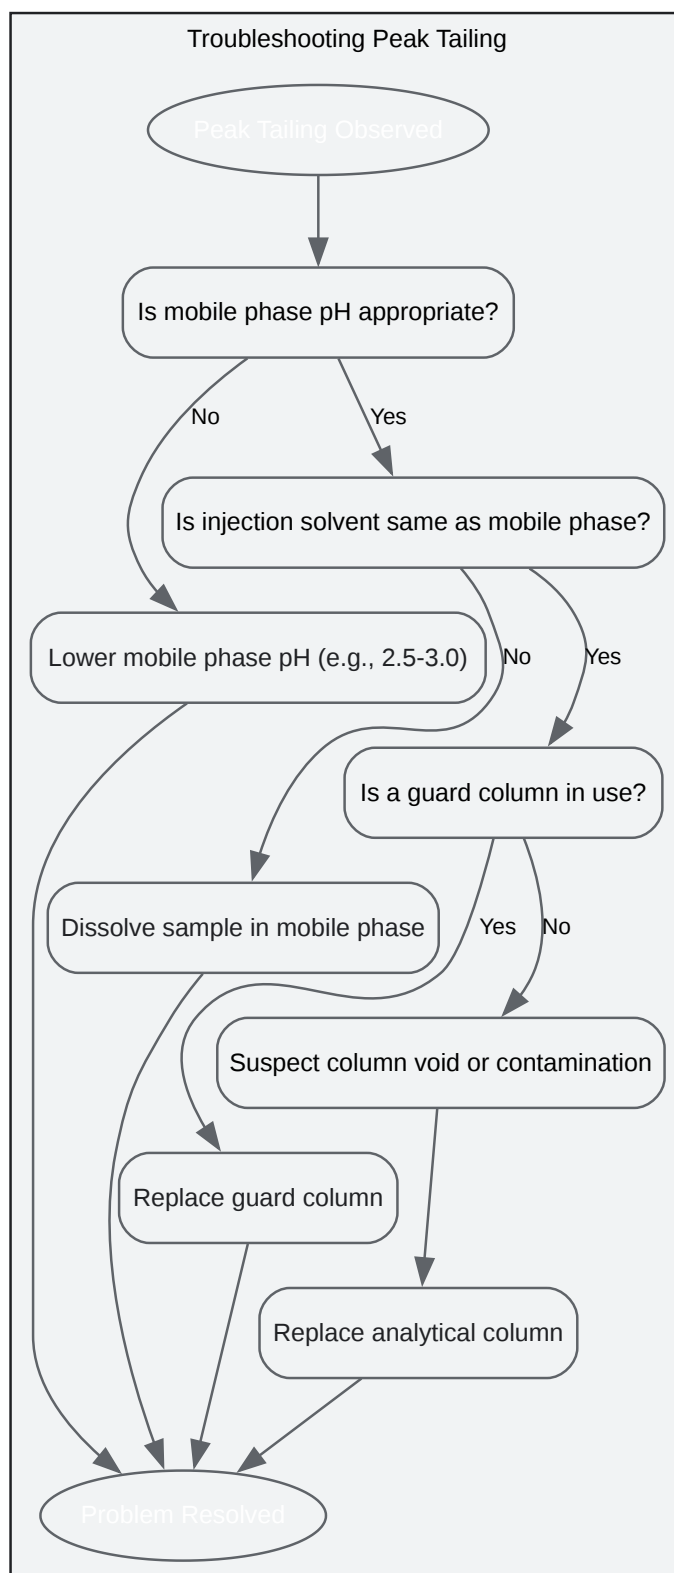 Troubleshooting Peak Tailing
Peak Tailing Observed
Is mobile phase pH appropriate?
No
Yes
Is injection solvent same as mobile phase?
Lower mobile phase pH (e.g., 2.5-3.0)
No
Yes
Is a guard column in use?
Dissolve sample in mobile phase
Yes
No
Suspect column void or contamination
Replace guard column
Replace analytical column
Problem Resolved